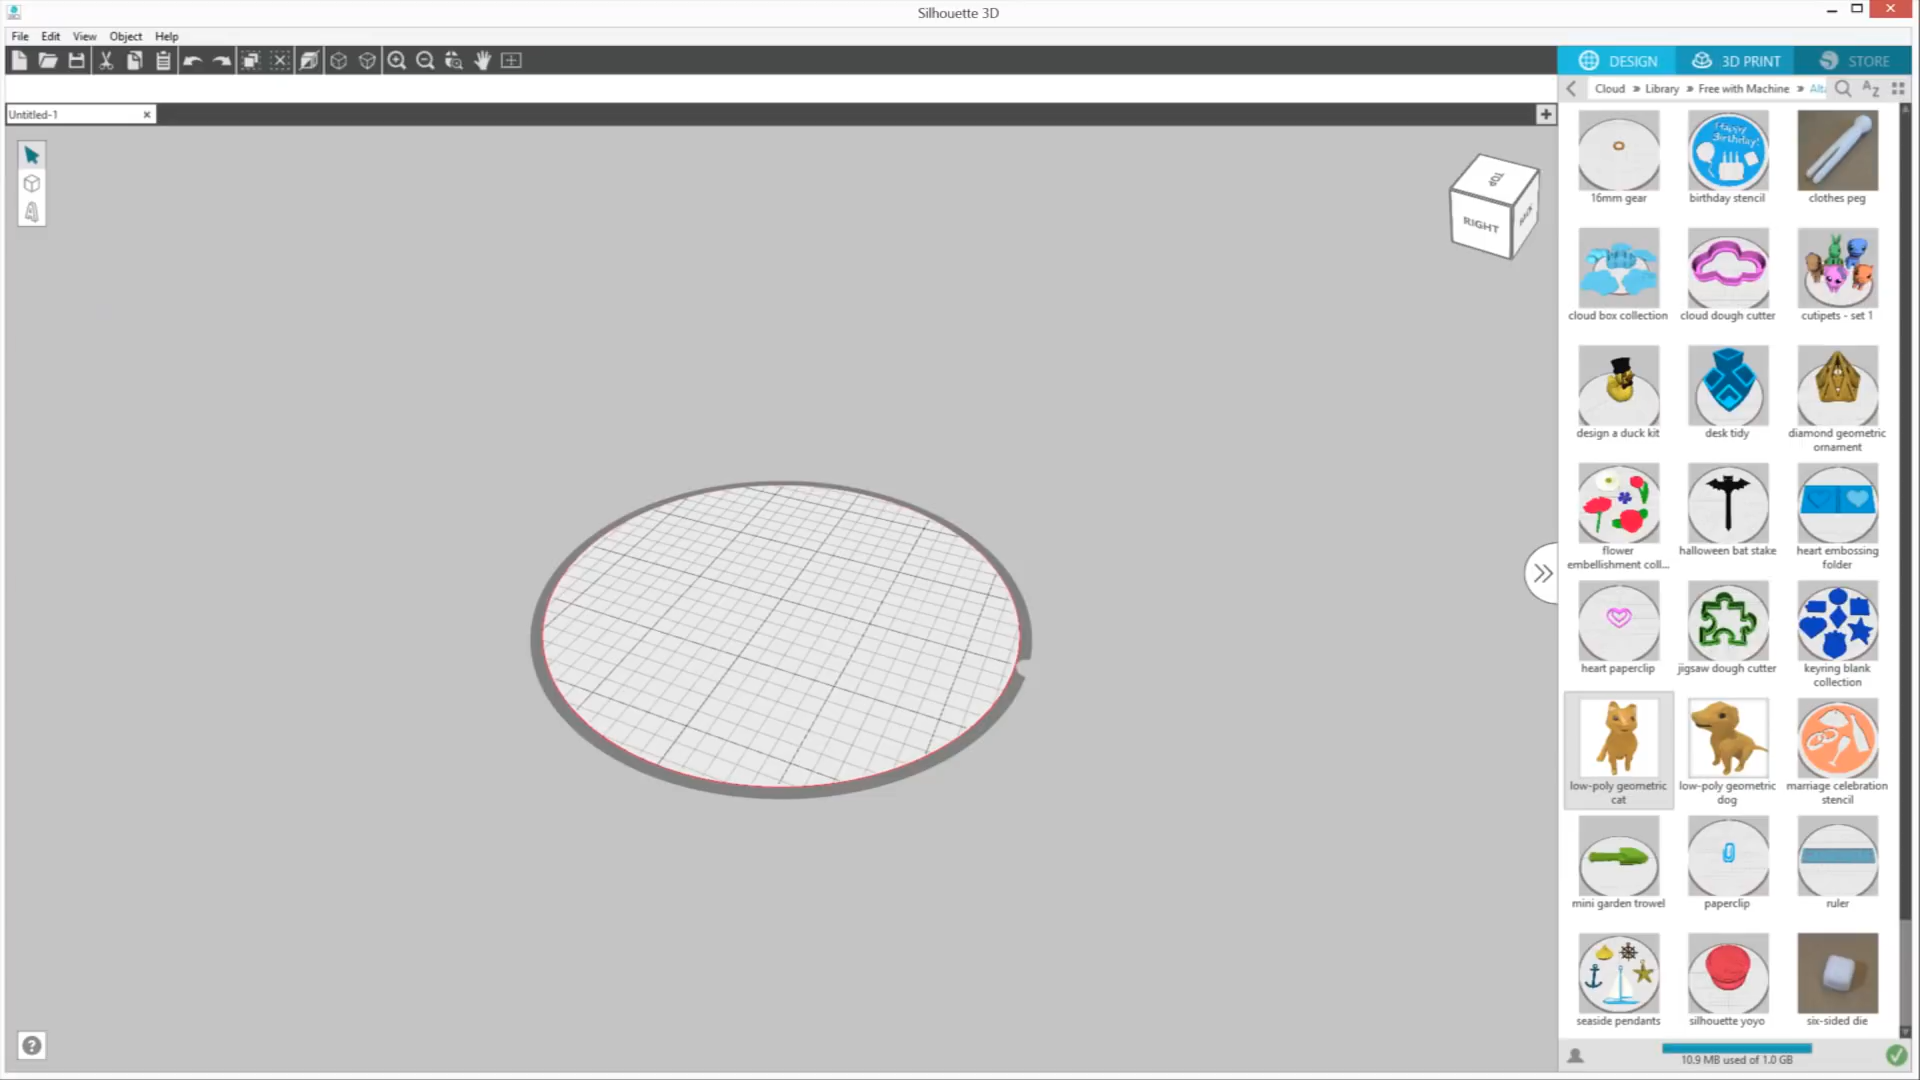 Silhouette 3D
File Edit View Object Help
DESIGN 3D PRINT STORE
Cloud » Library » Free with Machine »
Untitled-1
TOP
RIGHT
BACK
16mm gear
birthday stencil
clothes peg
Happy
Birthday!
cloud box collection
cloud dough cutter
cutipets - set 1
design a duck kit
desk tidy
diamond geometric
ornament
flower
embellishment coll...
halloween bat stake
heart embossing
folder
heart paperclip
jigsaw dough cutter
keyring blank
collection
low-poly geometric
cat
low-poly geometric
dog
marriage celebration
stencil
mini garden trowel
paperclip
ruler
seaside pendants
silhouette yoyo
six-sided die
10.9 MB used of 1.0 GB